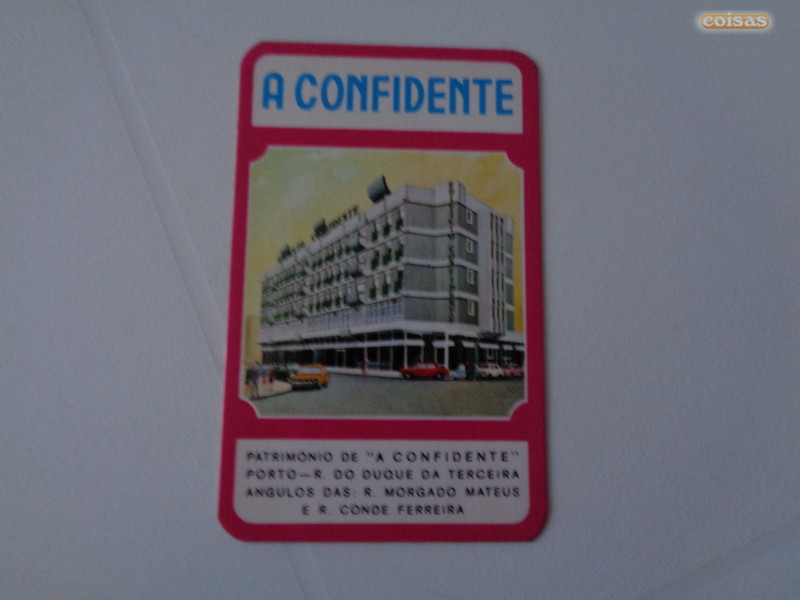 coisas
A CONFIDENTE
PATRIMONIO DE "A CONFIDENTE"
PORTO-R. DO DUQUE DA TERCEIRA
ANGULOS DAS: R. MORGADO MATEUS
E R. CONDE FERREIRA